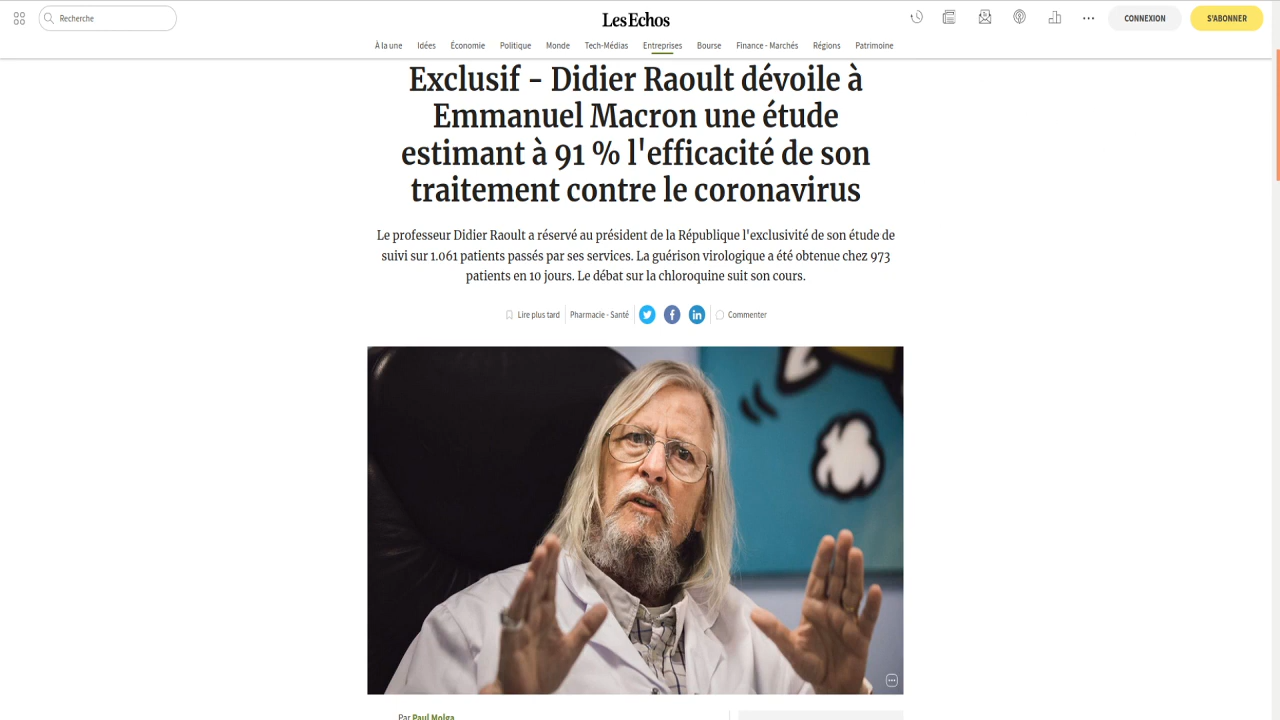 Recherche
Les Echos
CONNEXION
S'ABONNER
À la une Idées Économie Politique Monde Tech-Médias Entreprises Bourse Finance - Marchés Régions Patrimoine
Exclusif - Didier Raoult dévoile à
Emmanuel Macron une étude
estimant à 91 % l'efficacité de son
traitement contre le coronavirus
Le professeur Didier Raoult a réservé au président de la République l'exclusivité de son étude de
suivi sur 1.061 patients passés par ses services. La guérison virologique a été obtenue chez 973
patients en 10 jours. Le débat sur la chloroquine suit son cours.
Lire plus tard Pharmacie - Santé Commenter
Par Paul Molga